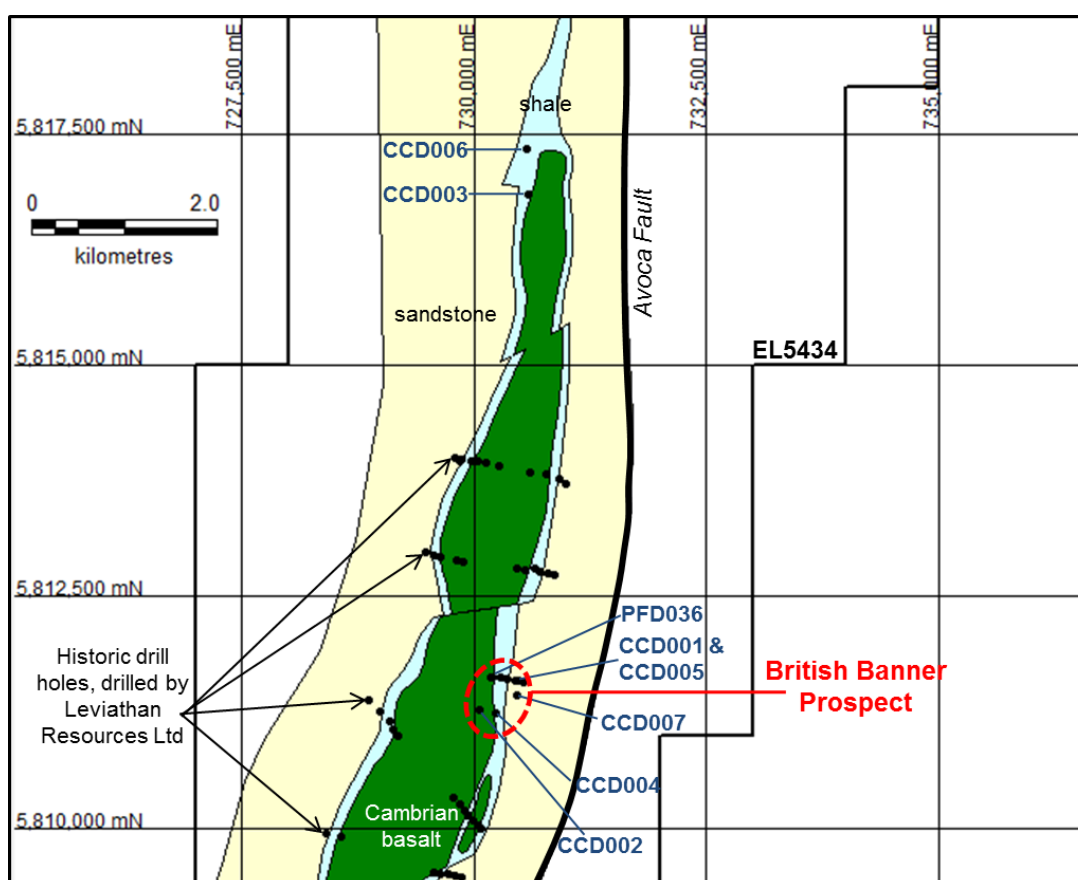 727,500 mE
730,000 mE
732,500 mE
735,000 mE
shale
5,817,500 mN
CCD006
CCD003
0 2.0
kilometres
Avoca Fault
sandstone
EL5434
5,815,000 mN
5,812,500 mN
PFD036
CCD001 &
CCD005
British Banner
Prospect
CCD007
Historic drill
holes, drilled by
Leviathan
Resources Ltd
CCD004
Cambrian
basalt
5,810,000 mN
CCD002